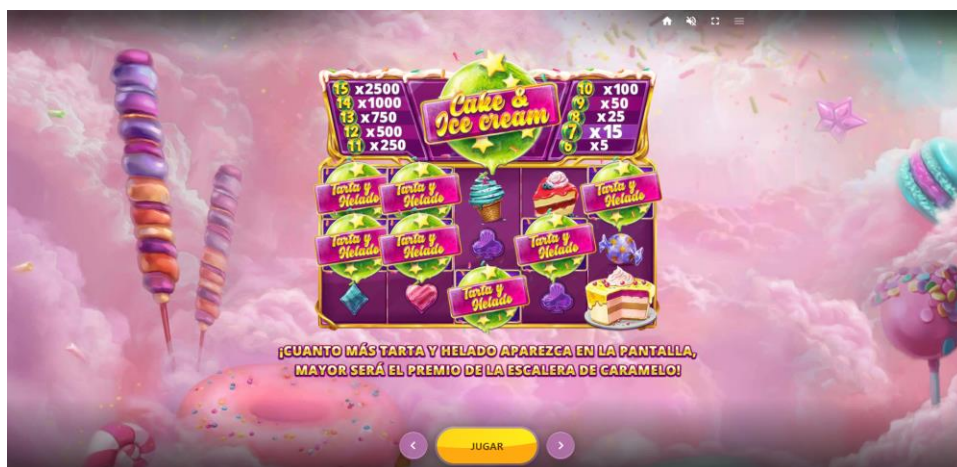 15 x2500
14 x1000
13 x750
12 x500
11 x250
Cake &
Ice cream
10 x100
9 x50
8 x25
7 x15
6 x5
Tarta y
Helado
Tarta y
Helado
Tarta y
Helado
Tarta y
Helado
Tarta y
Helado
Tarta y
Helado
Tarta y
Helado
¡CUANTO MÁS TARTA Y HELADO APAREZCA EN LA PANTALLA,
MAYOR SERÁ EL PREMIO DE LA ESCALERA DE CARAMELO!
JUGAR